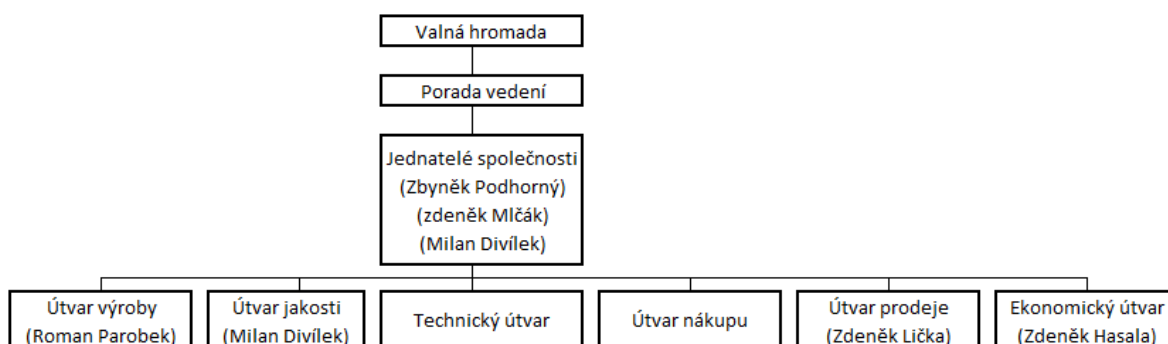 Valná hromada
Porada vedení
Jednatelé společnosti
(Zbyněk Podhorný)
(zdeněk Mlčák)
(Milan Divílek)
Útvar výroby
(Roman Parobek)
Útvar jakosti
(Milan Divílek)
Technický útvar
Útvar nákupu
Útvar prodeje
(Zdeněk Lička)
Ekonomický útvar
(Zdeněk Hasala)